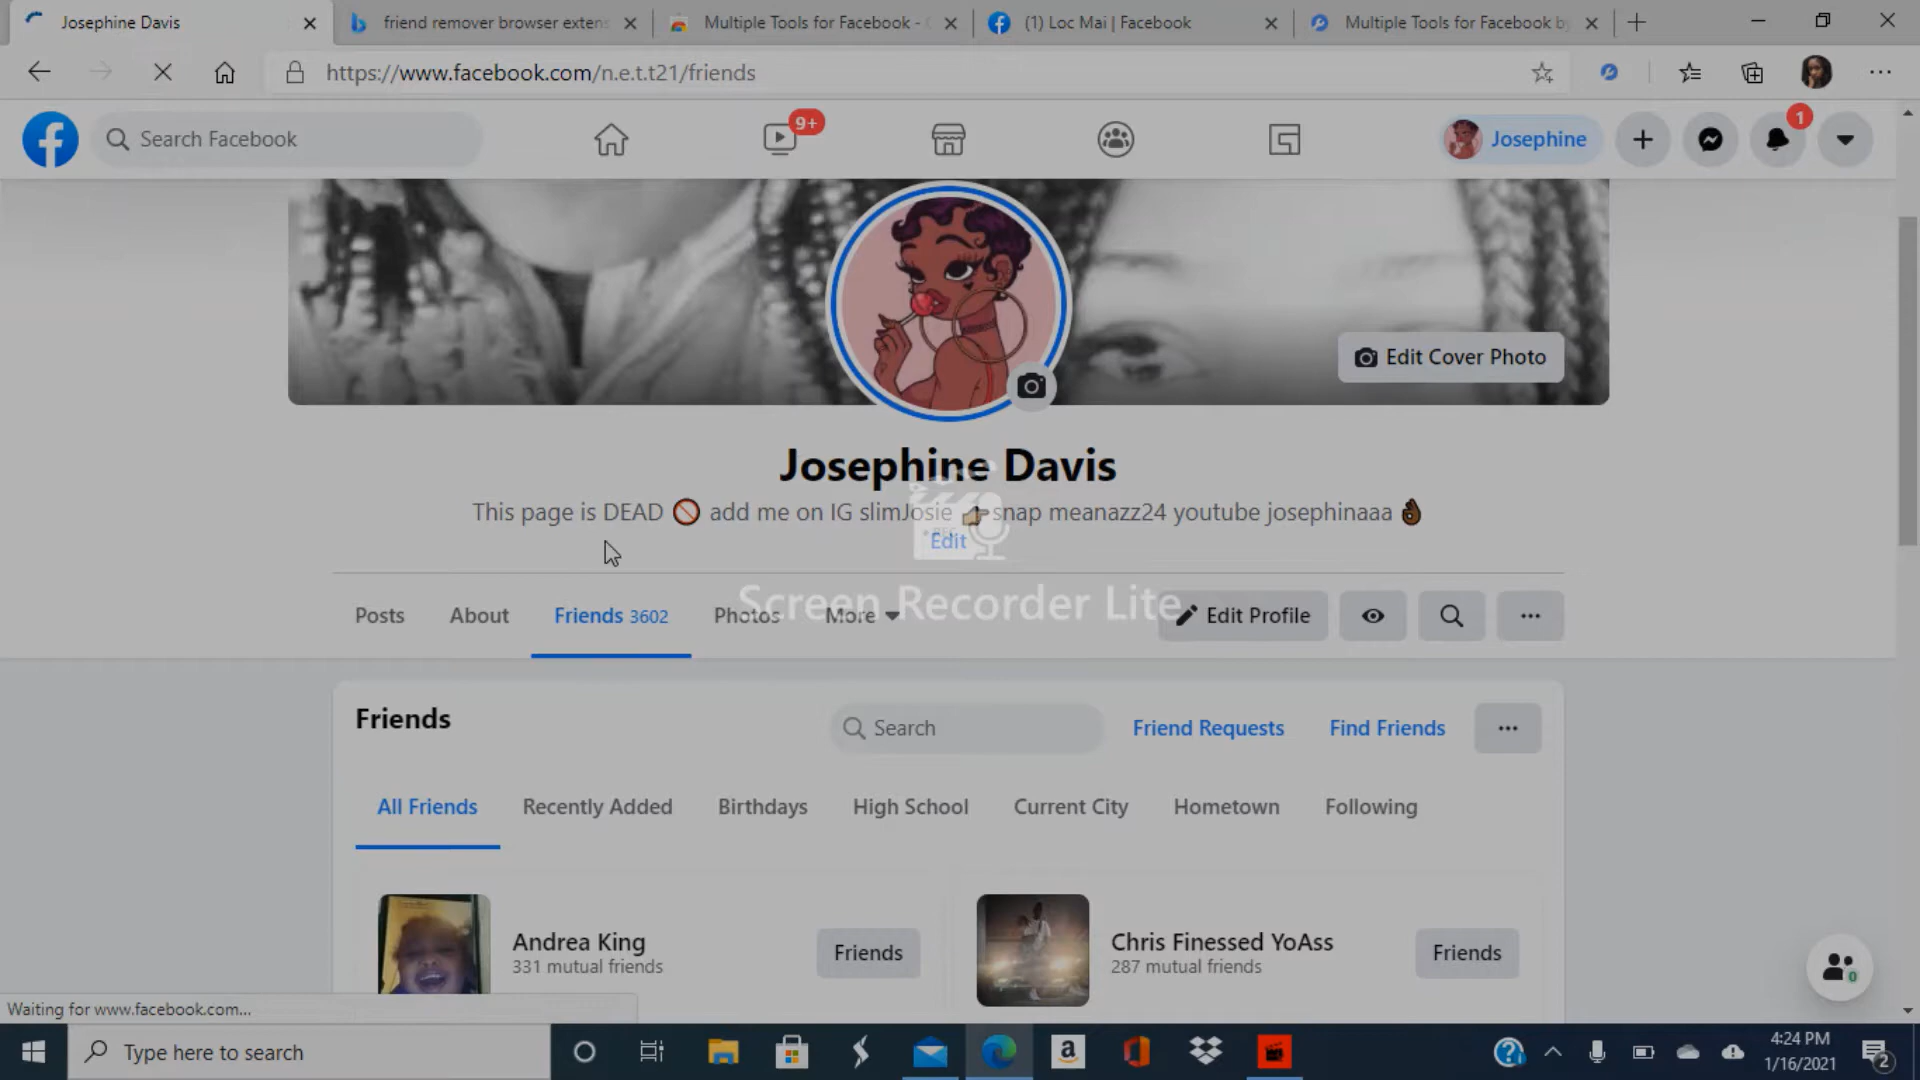 Josephine Davis
friend remover browser extens
Multiple Tools for Facebook - C
(1) Loc Mai | Facebook
Multiple Tools for Facebook by
https://www.facebook.com/n.e.t.t21/friends
Search Facebook
9+
Josephine
1
Edit Cover Photo
Josephine Davis
This page is DEAD 🚫 add me on IG slimJosie 👉 snap meanazz24 youtube josephinaaa 👌🏿
Edit
Screen Recorder Lite
Posts
About
Friends 3602
Photos
More
Edit Profile
Friends
Search
Friend Requests
Find Friends
All Friends
Recently Added
Birthdays
High School
Current City
Hometown
Following
Andrea King
331 mutual friends
Friends
Chris Finessed YoAss
287 mutual friends
Friends
0
Waiting for www.facebook.com...
Type here to search
4:24 PM
1/16/2021
2